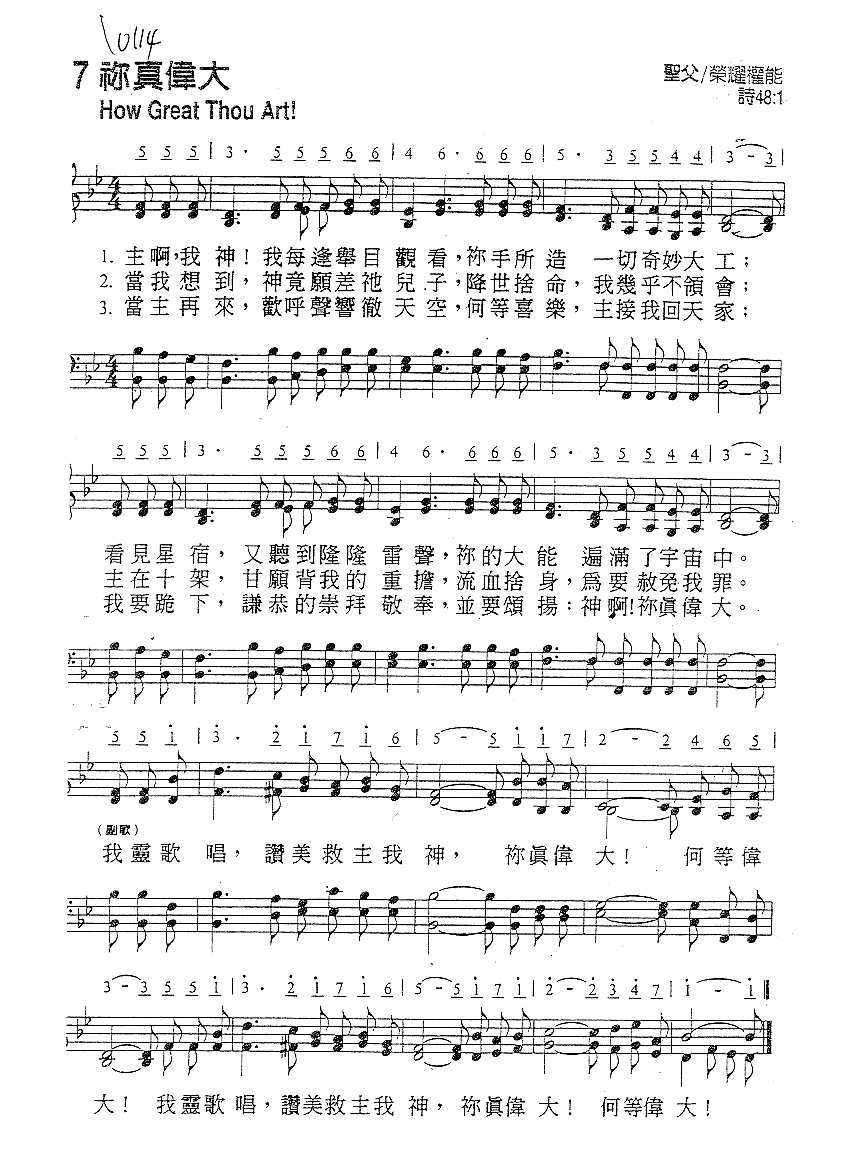 10114
7 祢真偉大
聖父/榮耀權能
How Great Thou Art!
詩48:1
5 5 5 | 3 · 5 5 5 6 6 | 4 6 · 6 6 6 | 5 · 3 5 5 4 4 | 3 - 3
1. 主啊,我神!我每逢舉目觀看,祢手所造 一切奇妙大工;
2. 當我想到,神竟願差祂兒子,降世捨命,我幾乎不領會;
3. 當主再來,歡呼聲響徹天空,何等喜樂,主接我回天家;
5 5 5 | 3 · 5 5 5 6 6 | 4 6 · 6 6 6 | 5 · 3 5 5 4 4 | 3 - 3
看見星宿,又聽到隆隆雷聲,祢的大能 遍滿了宇宙中。
主在十架,甘願背我的重擔,流血捨身,爲要赦免我罪。
我要跪下,謙恭的崇拜敬奉,並要頌揚:神啊!祢眞偉大。
5 5 i | 3 · 2 i 7 i 6 | 5 - 5 i i 7 | 2 - 2 4 6 5 |
(副歌)
我靈歌唱,讚美救主我神, 祢眞偉大! 何等偉
3 - 3 5 5 i | 3 · 2 i 7 i 6 | 5 - 5 i 7 i | 2 - 2 3 4 7 | i - i
大! 我靈歌唱,讚美救主我神,祢眞偉大! 何等偉大!